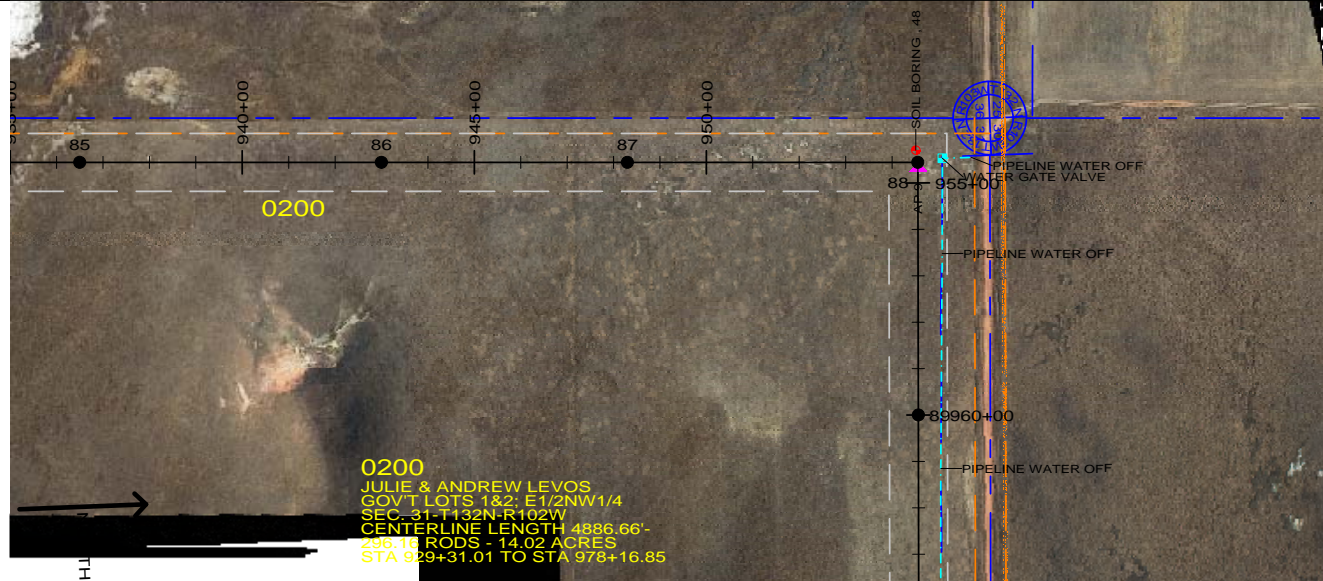 SOIL BORING . 48
940+00
945+00
950+00
85
86
87
PIPELINE WATER OFF
WATER GATE VALVE
88
955+00
0200
PIPELINE WATER OFF
89
960+00
PIPELINE WATER OFF
0200
JULIE & ANDREW LEVOS
GOV'T LOTS 1&2; E1/2NW1/4
SEC. 31-T132N-R102W
CENTERLINE LENGTH 4886.66'-
296.16 RODS - 14.02 ACRES
STA 929+31.01 TO STA 978+16.85
TH